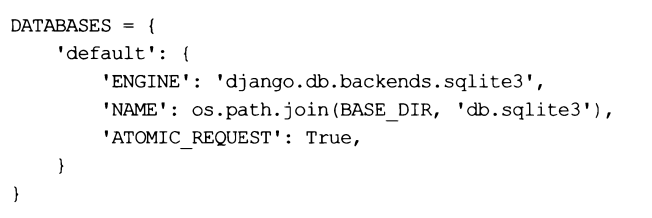 DATABASES = {
    'default': {
        'ENGINE': 'django.db.backends.sqlite3',
        'NAME': os.path.join(BASE_DIR, 'db.sqlite3'),
        'ATOMIC_REQUEST': True,
    }
}